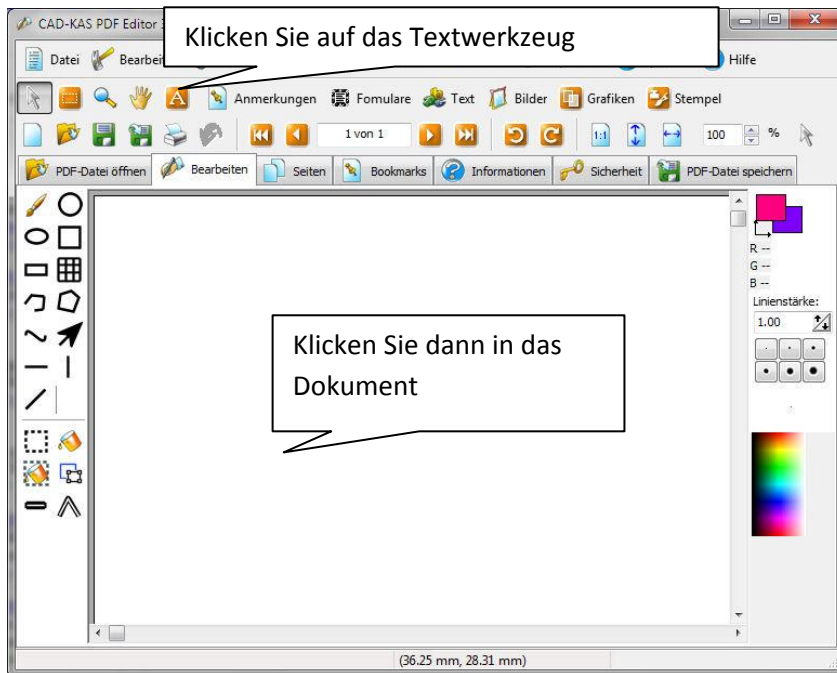 CAD-KAS PDF Editor
Klicken Sie auf das Textwerkzeug
Datei Hilfe
A Anmerkungen Fomulare Text Bilder Grafiken Stempel
1 von 1 1:1 100 %
PDF-Datei öffnen Bearbeiten Seiten Bookmarks Informationen Sicherheit PDF-Datei speichern
R --
G --
B --
Linienstärke:
1.00
Klicken Sie dann in das
Dokument
(36.25 mm, 28.31 mm)